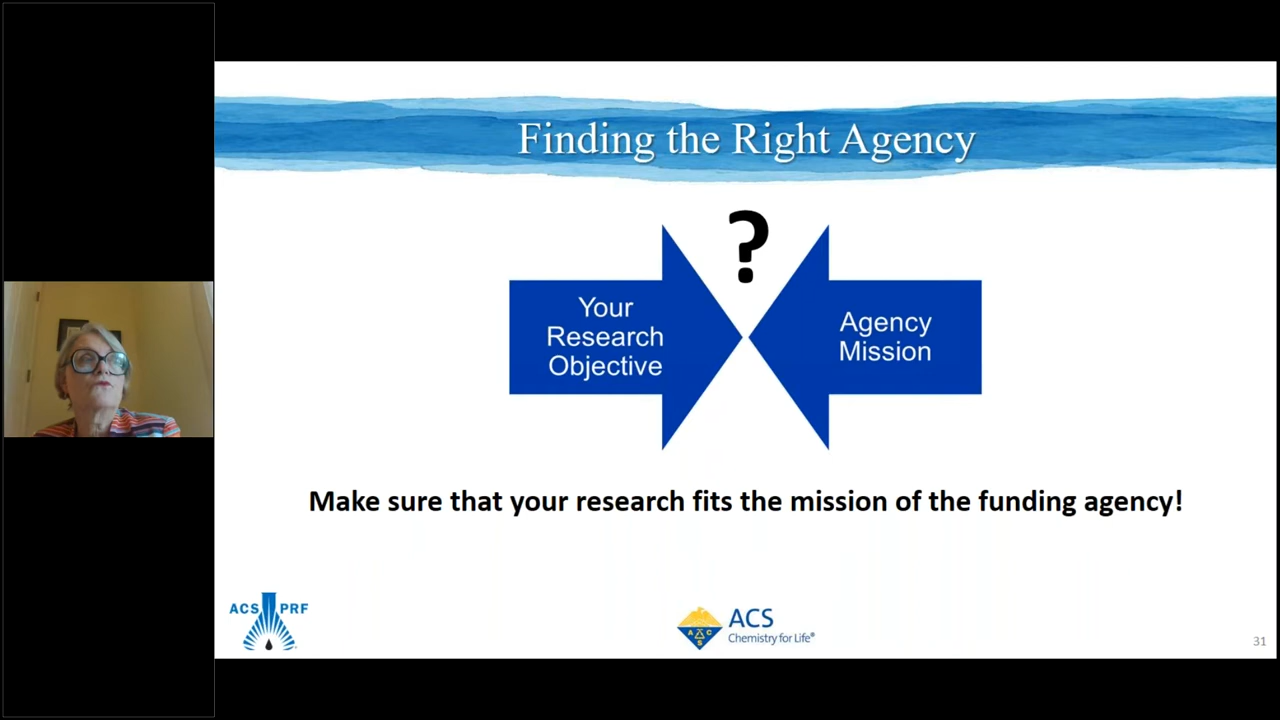 Finding the Right Agency
?
Your
Research
Objective
Agency
Mission
Make sure that your research fits the mission of the funding agency!
ACS PRF
ACS
Chemistry for Life®
A C S
31